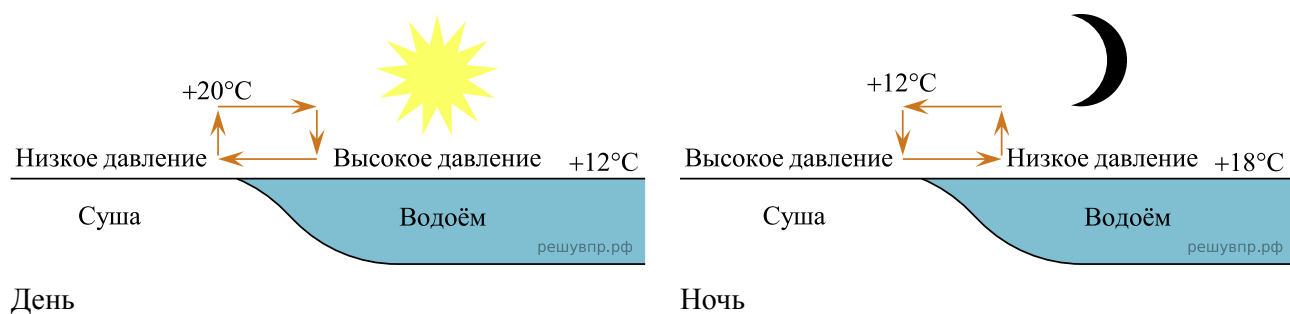 +20°C
Низкое давление
Высокое давление
+12°C
Суша
Водоём
решувпр.рф
День
+12°C
Высокое давление
Низкое давление
+18°C
Суша
Водоём
решувпр.рф
Ночь